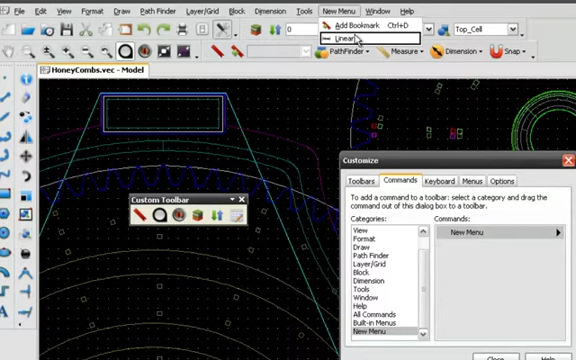 File Edit View Insert Format Draw Path Finder Layer/Grid Block Dimension Tools New Menu Window Help
Add Bookmark Ctrl+D
Linear
0
Top_Cell
PathFinder
Measure
Dimension
Snap
HoneyCombs.vec - Model
Custom Toolbar
Customize
Toolbars Commands Keyboard Menus Options
To add a command to a toolbar: select a category and drag the
command out of this dialog box to a toolbar.
Categories:
Commands:
View
Format
Draw
Path Finder
Layer/Grid
Block
Dimension
Tools
Window
Help
All Commands
Built-in Menus
New Menu
New Menu
Close
Help